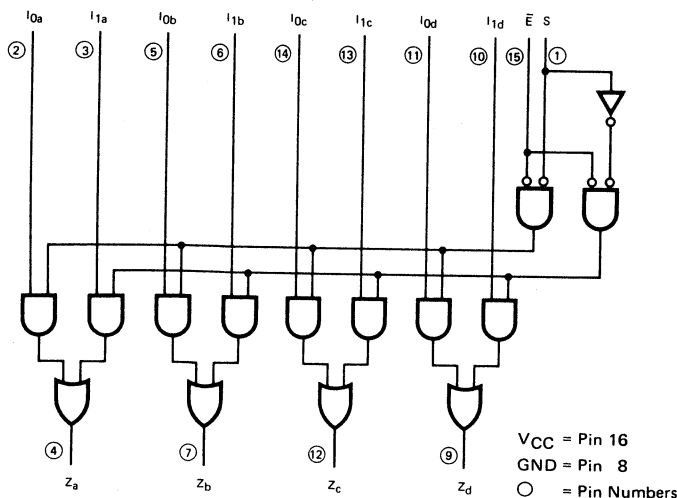 I0a I1a I0b I1b I0c I1c I0d I1d E̅ S
2 3 5 6 14 13 11 10 15 1
4 7 12 9
Za Zb Zc Zd
VCC = Pin 16
GND = Pin 8
○ = Pin Numbers